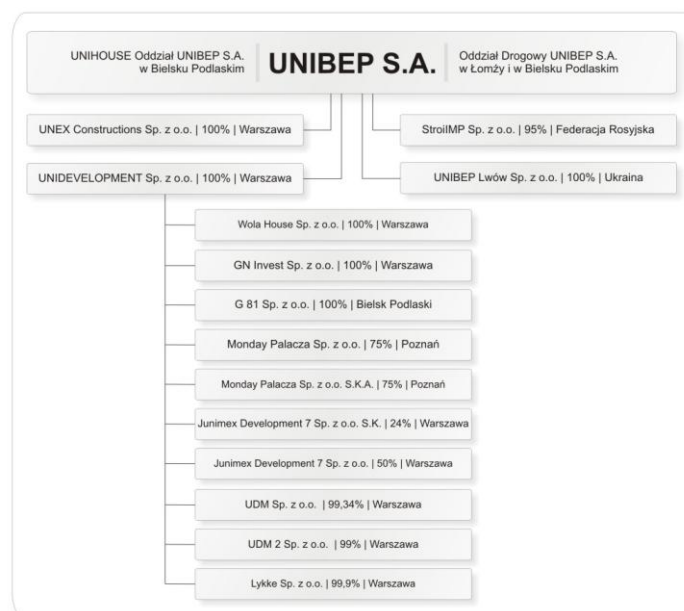 UNIHOUSE Oddział UNIBEP S.A.
w Bielsku Podlaskim
UNIBEP S.A.
Oddział Drogowy UNIBEP S.A.
w Łomży i w Bielsku Podlaskim
UNEX Constructions Sp. z o.o. | 100% | Warszawa
StroiIMP Sp. z o.o. | 95% | Federacja Rosyjska
UNIDEVELOPMENT Sp. z o.o. | 100% | Warszawa
UNIBEP Lwów Sp. z o.o. | 100% | Ukraina
Wola House Sp. z o.o. | 100% | Warszawa
GN Invest Sp. z o.o. | 100% | Warszawa
G 81 Sp. z o.o. | 100% | Bielsk Podlaski
Monday Palacza Sp. z o.o. | 75% | Poznań
Monday Palacza Sp. z o.o. S.K.A. | 75% | Poznań
Junimex Development 7 Sp. z o.o. S.K. | 24% | Warszawa
Junimex Development 7 Sp. z o.o. | 50% | Warszawa
UDM Sp. z o.o. | 99,34% | Warszawa
UDM 2 Sp. z o.o. | 99% | Warszawa
Lykke Sp. z o.o. | 99,9% | Warszawa